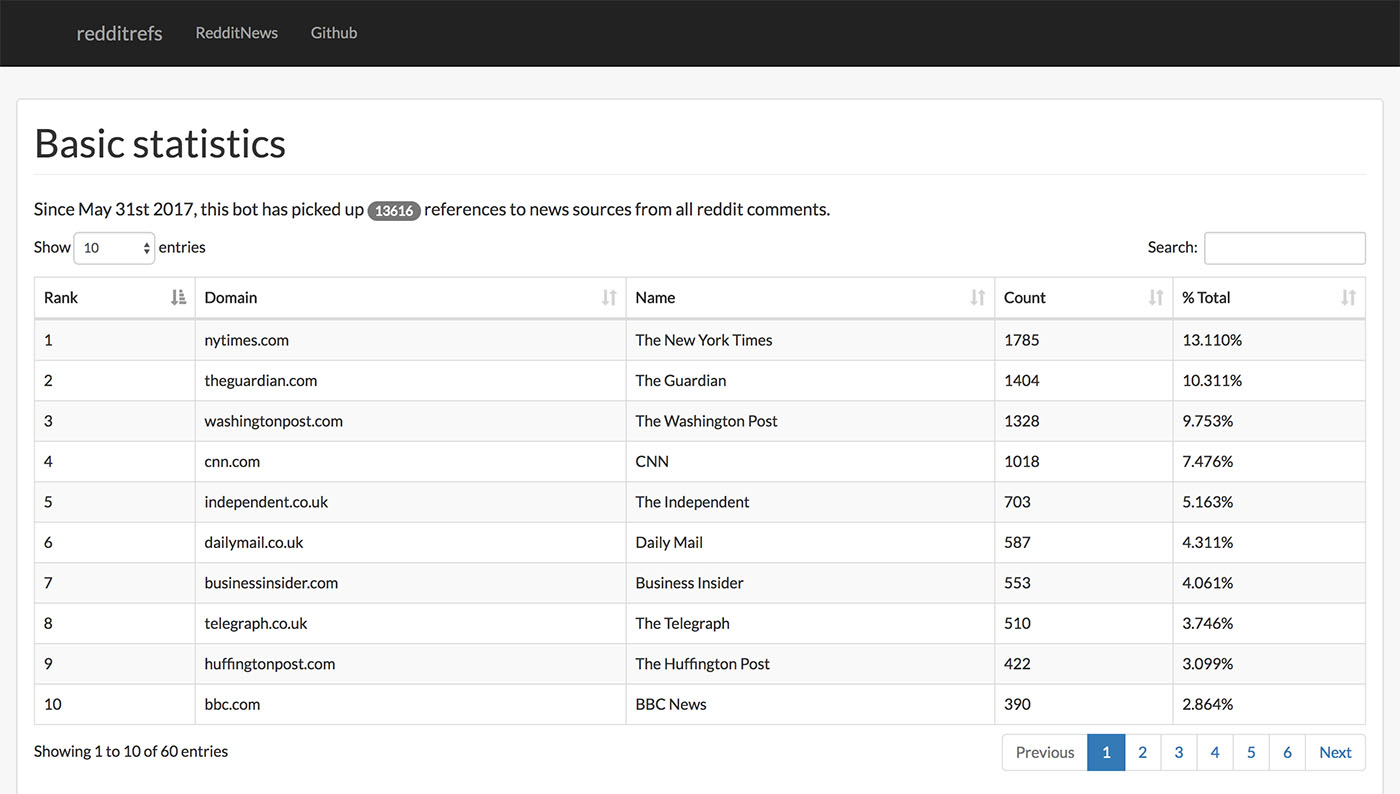 redditrefs RedditNews Github
Basic statistics
Since May 31st 2017, this bot has picked up 13616 references to news sources from all reddit comments.
Show 10 entries Search:
Rank Domain Name Count % Total
1 nytimes.com The New York Times 1785 13.110%
2 theguardian.com The Guardian 1404 10.311%
3 washingtonpost.com The Washington Post 1328 9.753%
4 cnn.com CNN 1018 7.476%
5 independent.co.uk The Independent 703 5.163%
6 dailymail.co.uk Daily Mail 587 4.311%
7 businessinsider.com Business Insider 553 4.061%
8 telegraph.co.uk The Telegraph 510 3.746%
9 huffingtonpost.com The Huffington Post 422 3.099%
10 bbc.com BBC News 390 2.864%
Showing 1 to 10 of 60 entries Previous 1 2 3 4 5 6 Next